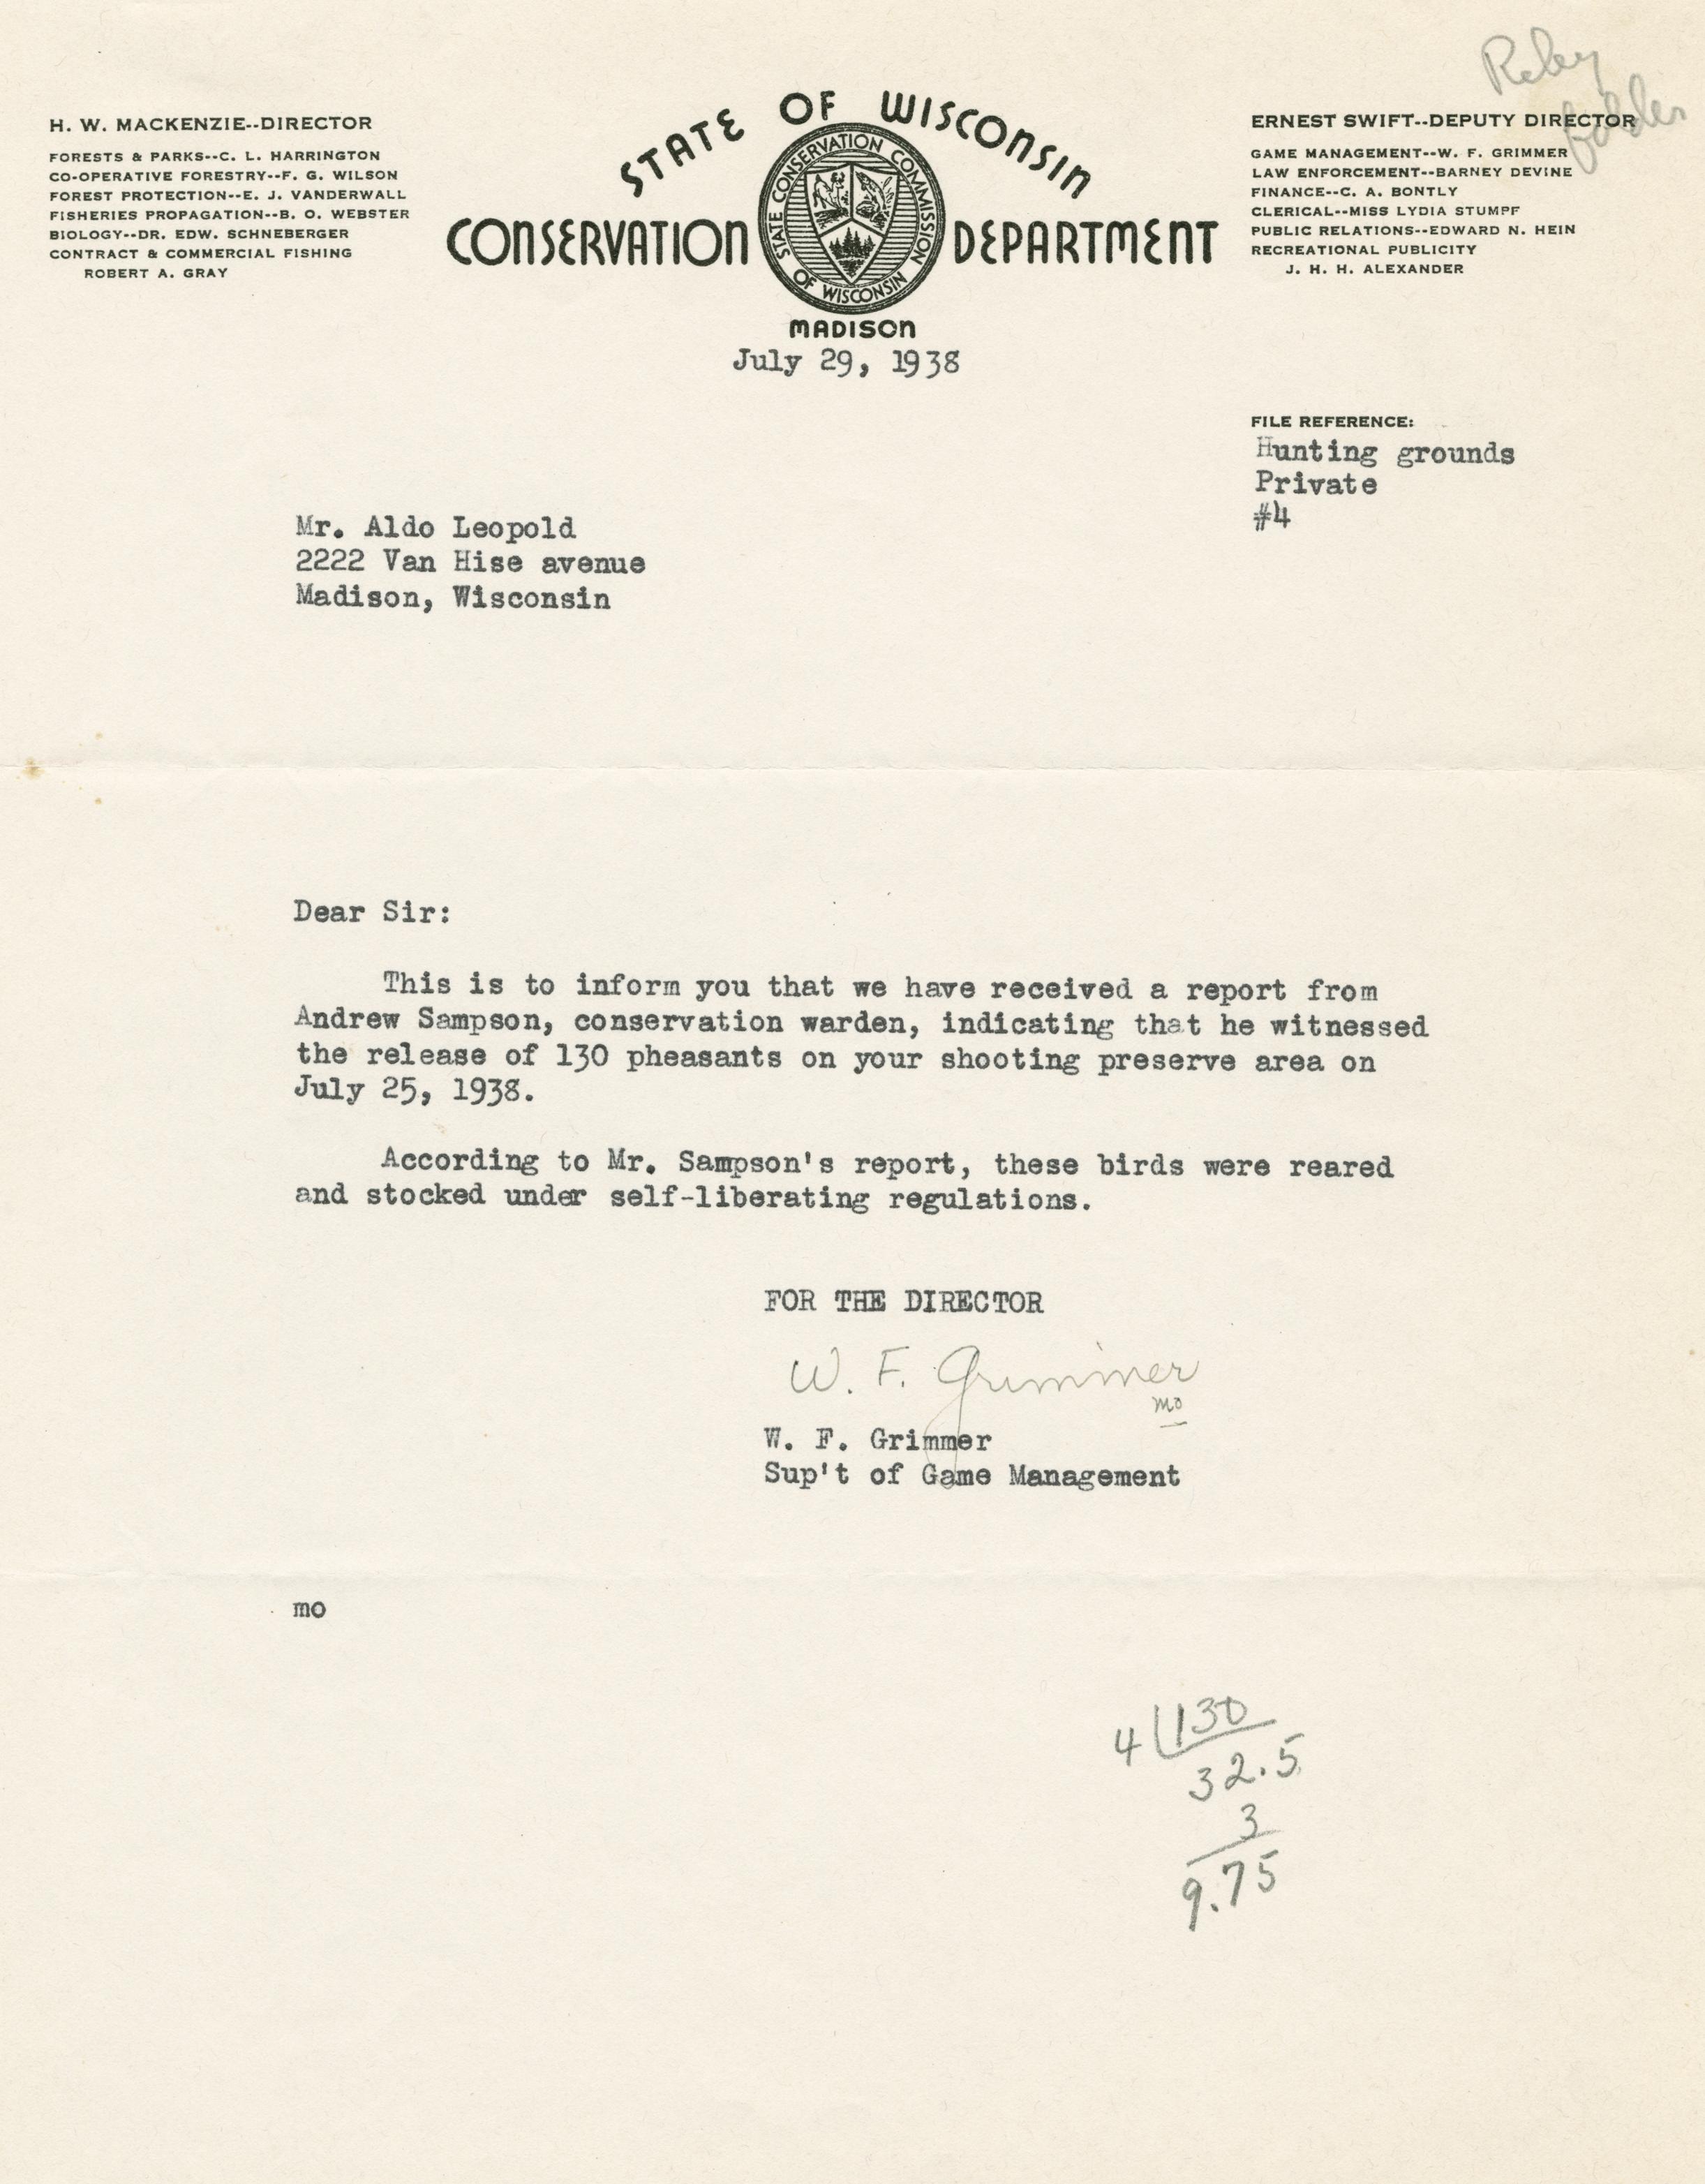 Riley
folder
H. W. MACKENZIE--DIRECTOR
FORESTS & PARKS--C. L. HARRINGTON
CO-OPERATIVE FORESTRY--F. G. WILSON
FOREST PROTECTION--E. J. VANDERWALL
FISHERIES PROPAGATION--B. O. WEBSTER
BIOLOGY--DR. EDW. SCHNEBERGER
CONTRACT & COMMERCIAL FISHING
ROBERT A. GRAY
STATE OF WISCONSIN
CONSERVATION DEPARTMENT
STATE CONSERVATION COMMISSION
OF WISCONSIN
MADISON
ERNEST SWIFT--DEPUTY DIRECTOR
GAME MANAGEMENT--W. F. GRIMMER
LAW ENFORCEMENT--BARNEY DEVINE
FINANCE--C. A. BONTLY
CLERICAL--MISS LYDIA STUMPF
PUBLIC RELATIONS--EDWARD N. HEIN
RECREATIONAL PUBLICITY
J. H. H. ALEXANDER
July 29, 1938
FILE REFERENCE:
Hunting grounds
Private
#4
Mr. Aldo Leopold
2222 Van Hise avenue
Madison, Wisconsin
Dear Sir:
This is to inform you that we have received a report from
Andrew Sampson, conservation warden, indicating that he witnessed
the release of 130 pheasants on your shooting preserve area on
July 25, 1938.
According to Mr. Sampson's report, these birds were reared
and stocked under self-liberating regulations.
FOR THE DIRECTOR
W. F. Grimmer
mo
W. F. Grimmer
Sup't of Game Management
mo
4 130
32.5
3
9.75